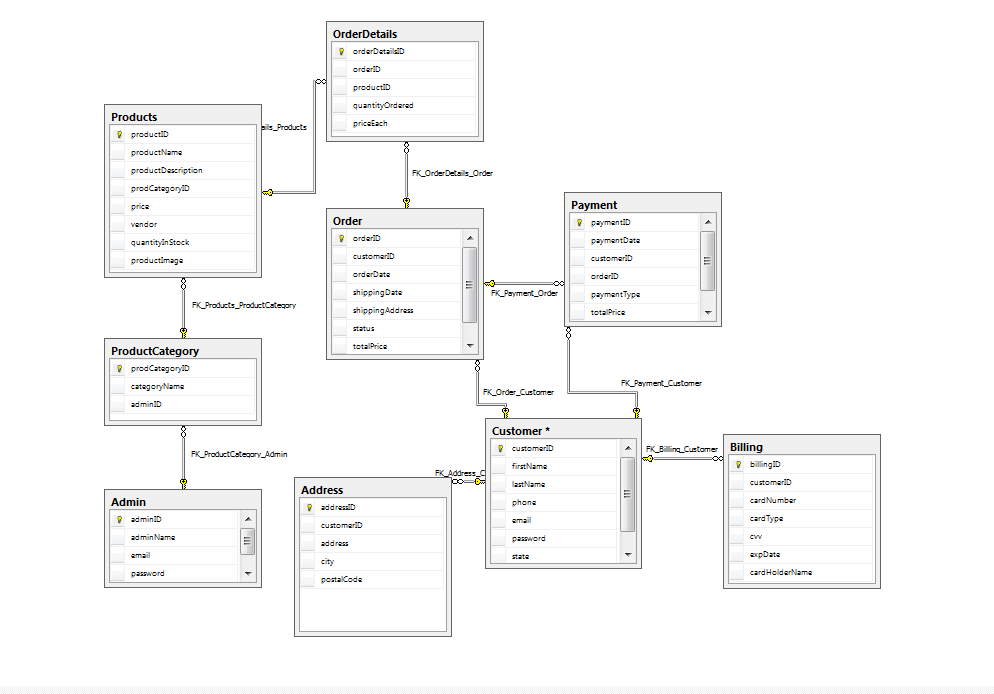 OrderDetails
orderDetailsID
orderID
productID
quantityOrdered
priceEach
Products
productID
productName
productDescription
prodCategoryID
price
vendor
quantityInStock
productImage
ails_Products
FK_OrderDetails_Order
Order
orderID
customerID
orderDate
shippingDate
shippingAddress
status
totalPrice
Payment
paymentID
paymentDate
customerID
orderID
paymentType
totalPrice
FK_Payment_Order
FK_Products_ProductCategory
ProductCategory
prodCategoryID
categoryName
adminID
FK_Order_Customer
FK_Payment_Customer
Customer *
customerID
firstName
lastName
phone
email
password
state
FK_Billing_Customer
Billing
billingID
customerID
cardNumber
cardType
cvv
expDate
cardHolderName
FK_ProductCategory_Admin
FK_Address_C
Address
addressID
customerID
address
city
postalCode
Admin
adminID
adminName
email
password